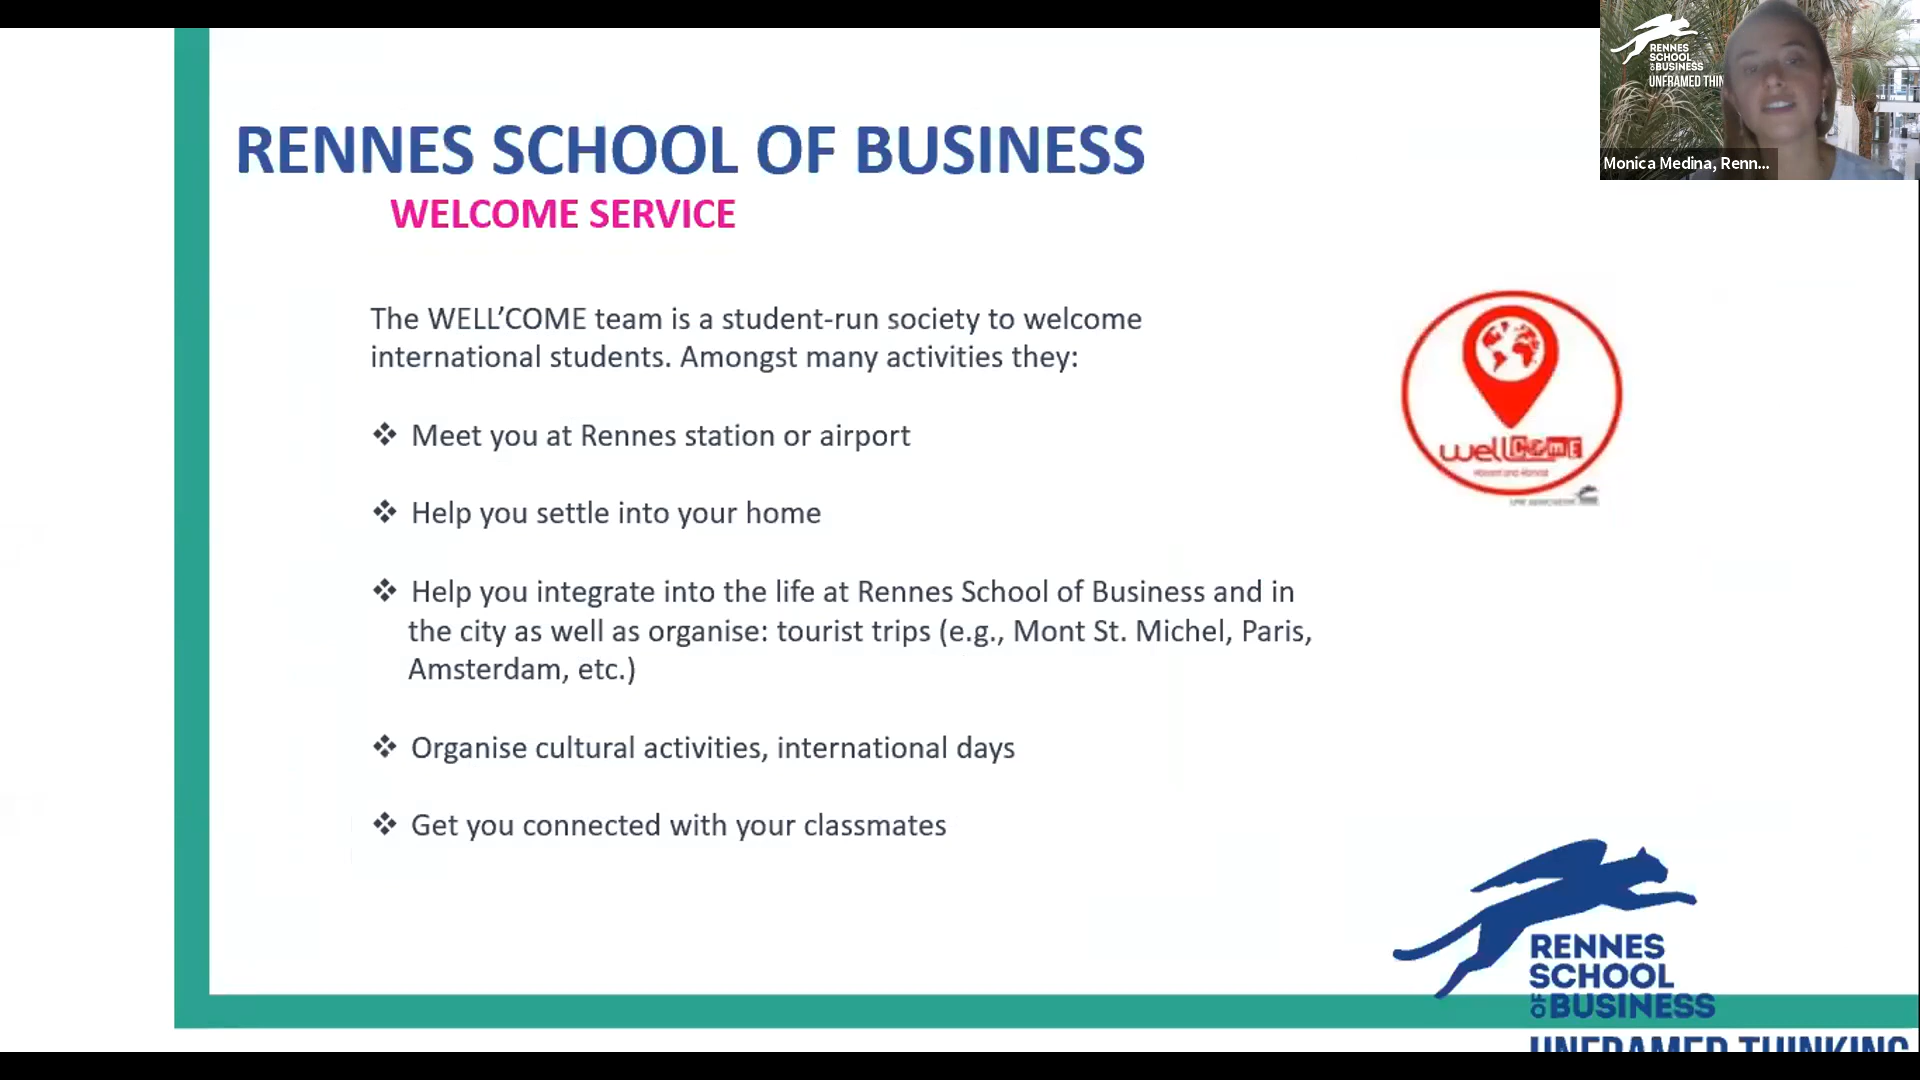 RENNES SCHOOL OF BUSINESS
WELCOME SERVICE
The WELL’COME team is a student-run society to welcome
international students. Amongst many activities they:
❖ Meet you at Rennes station or airport
❖ Help you settle into your home
❖ Help you integrate into the life at Rennes School of Business and in
the city as well as organise: tourist trips (e.g., Mont St. Michel, Paris,
Amsterdam, etc.)
❖ Organise cultural activities, international days
❖ Get you connected with your classmates
RENNES
SCHOOL
OF BUSINESS
UNFRAMED THIN
Monica Medina, Renn...
well'COME
RENNES
SCHOOL
OF BUSINESS
UNFRAMED THINKING